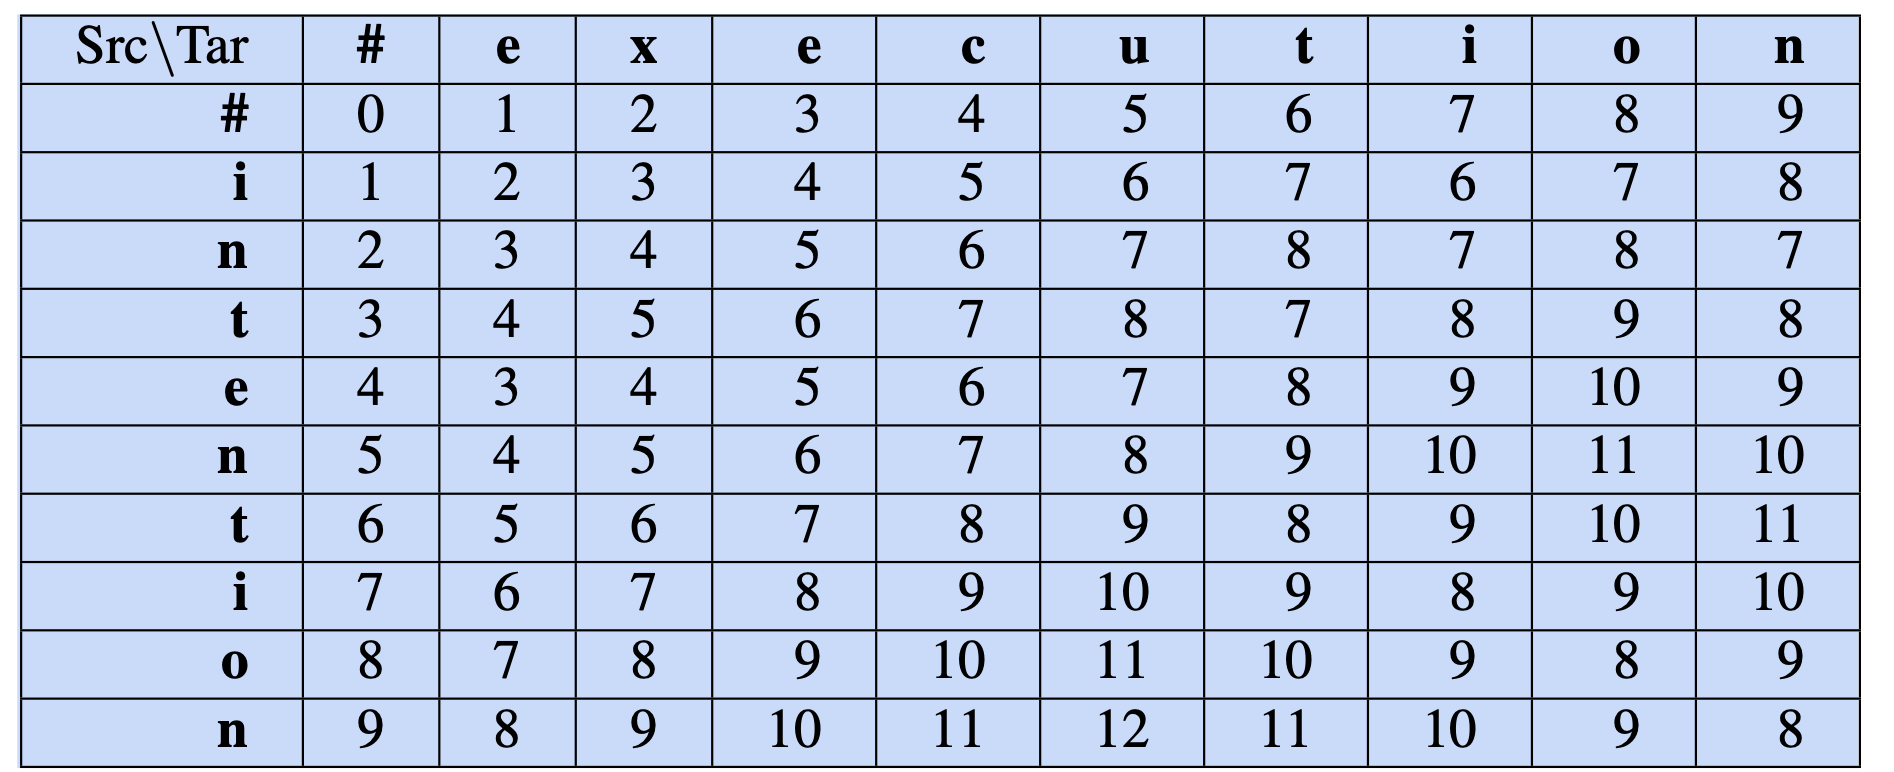 Src\Tar # e x e c u t i o n
# 0 1 2 3 4 5 6 7 8 9
i 1 2 3 4 5 6 7 6 7 8
n 2 3 4 5 6 7 8 7 8 7
t 3 4 5 6 7 8 7 8 9 8
e 4 3 4 5 6 7 8 9 10 9
n 5 4 5 6 7 8 9 10 11 10
t 6 5 6 7 8 9 8 9 10 11
i 7 6 7 8 9 10 9 8 9 10
o 8 7 8 9 10 11 10 9 8 9
n 9 8 9 10 11 12 11 10 9 8